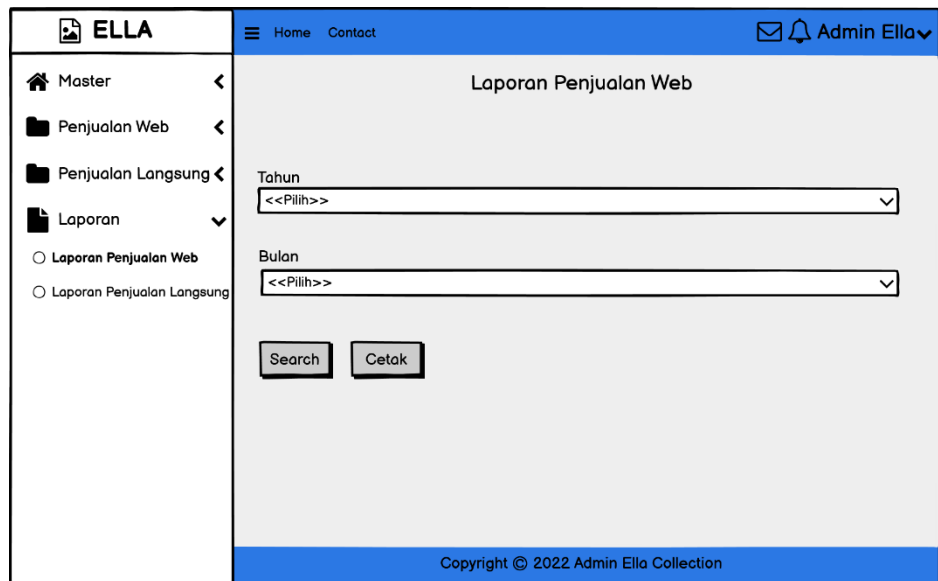 ELLA
Home Contact
Admin Ella
Master
Penjualan Web
Penjualan Langsung
Laporan
Laporan Penjualan Web
Laporan Penjualan Langsung
Laporan Penjualan Web
Tahun
<<Pilih>>
Bulan
<<Pilih>>
Search Cetak
Copyright © 2022 Admin Ella Collection